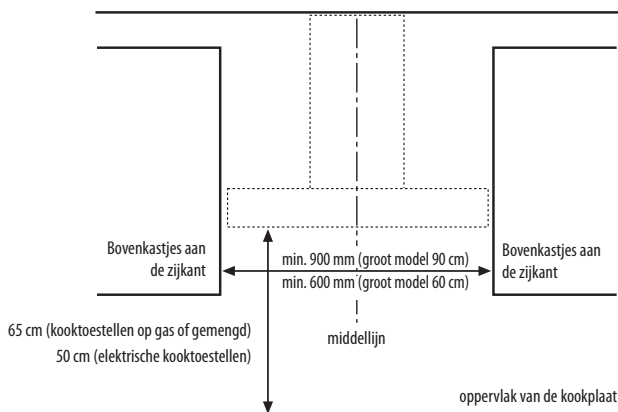 Bovenkastjes aan
de zijkant
min. 900 mm (groot model 90 cm)
min. 600 mm (groot model 60 cm)
Bovenkastjes aan
de zijkant
65 cm (kooktoestellen op gas of gemengd)
50 cm (elektrische kooktoestellen)
middellijn
oppervlak van de kookplaat